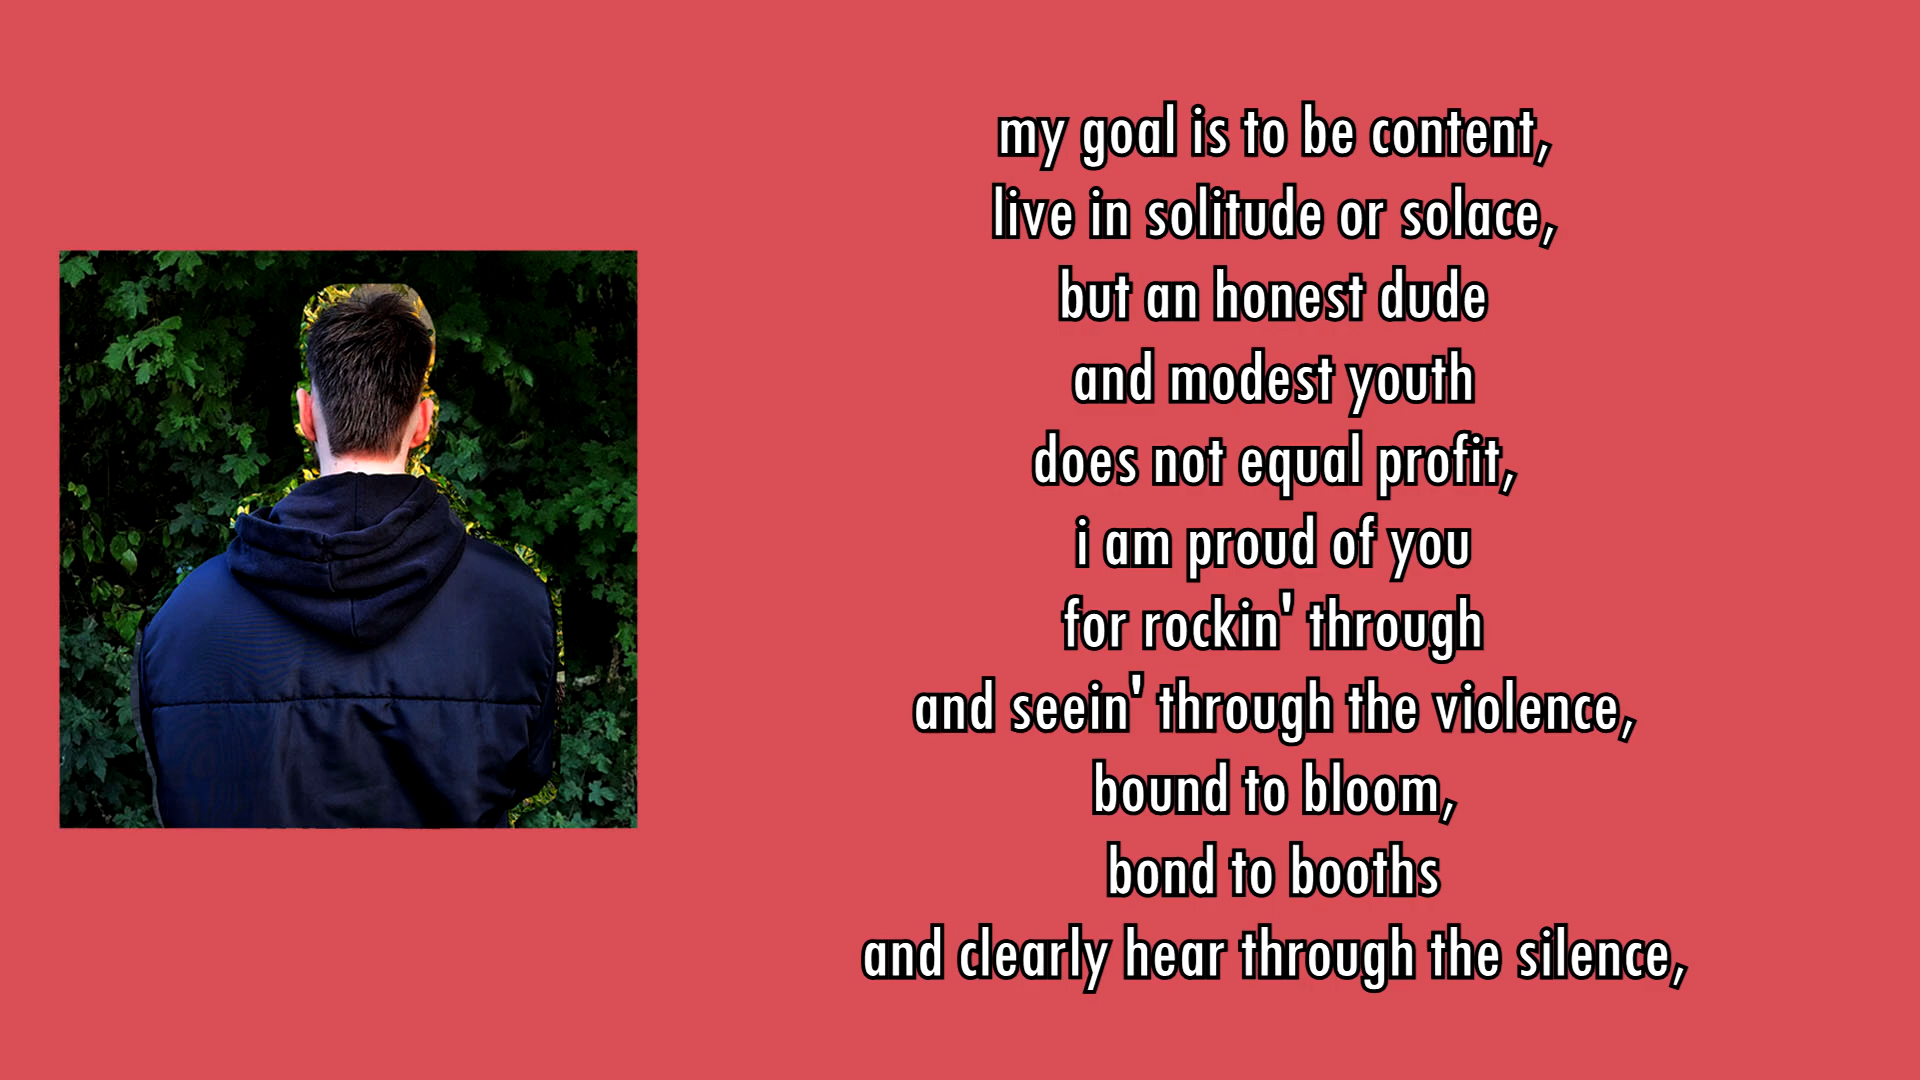 my goal is to be content,
live in solitude or solace,
but an honest dude
and modest youth
does not equal profit,
i am proud of you
for rockin' through
and seein' through the violence,
bound to bloom,
bond to booths
and clearly hear through the silence,